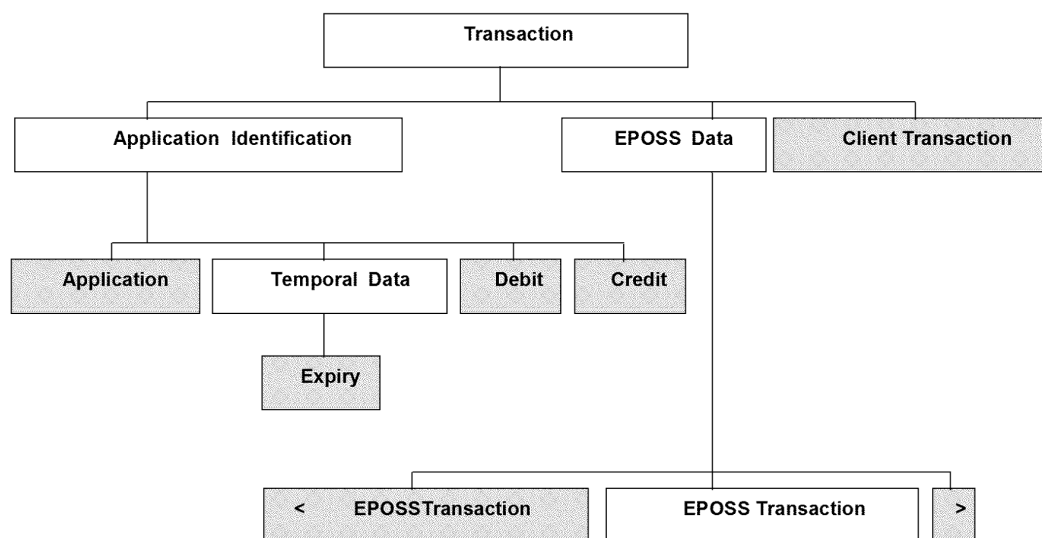 Transaction
Application Identification
EPOSS Data
Client Transaction
Application
Temporal Data
Debit
Credit
Expiry
< EPOSSTransaction
EPOSS Transaction
>